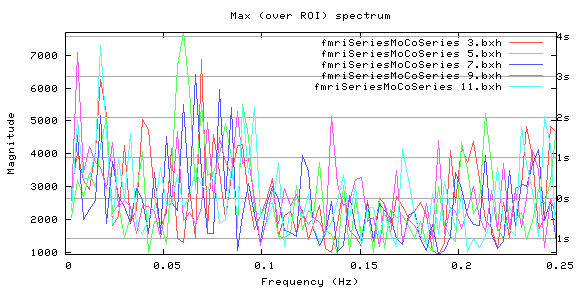 Max (over ROI) spectrum
fmriSeriesMoCoSeries 3.bxh
fmriSeriesMoCoSeries 5.bxh
fmriSeriesMoCoSeries 7.bxh
fmriSeriesMoCoSeries 9.bxh
fmriSeriesMoCoSeries 11.bxh
Magnitude
7000
6000
5000
4000
3000
2000
1000
4s
3s
2s
1s
0s
1s
0
0.05
0.1
0.15
0.2
0.25
Frequency (Hz)